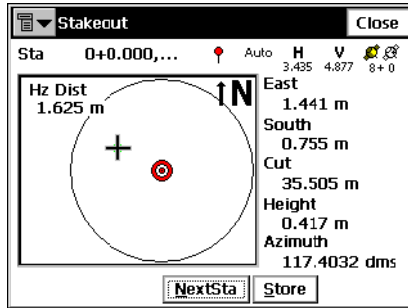 Stakeout Close
Sta 0+0.000,... Auto H V
3.435 4.877 8+0
Hz Dist
1.625 m
N
East
1.441 m
South
0.755 m
Cut
35.505 m
Height
0.417 m
Azimuth
117.4032 dms
NextSta Store